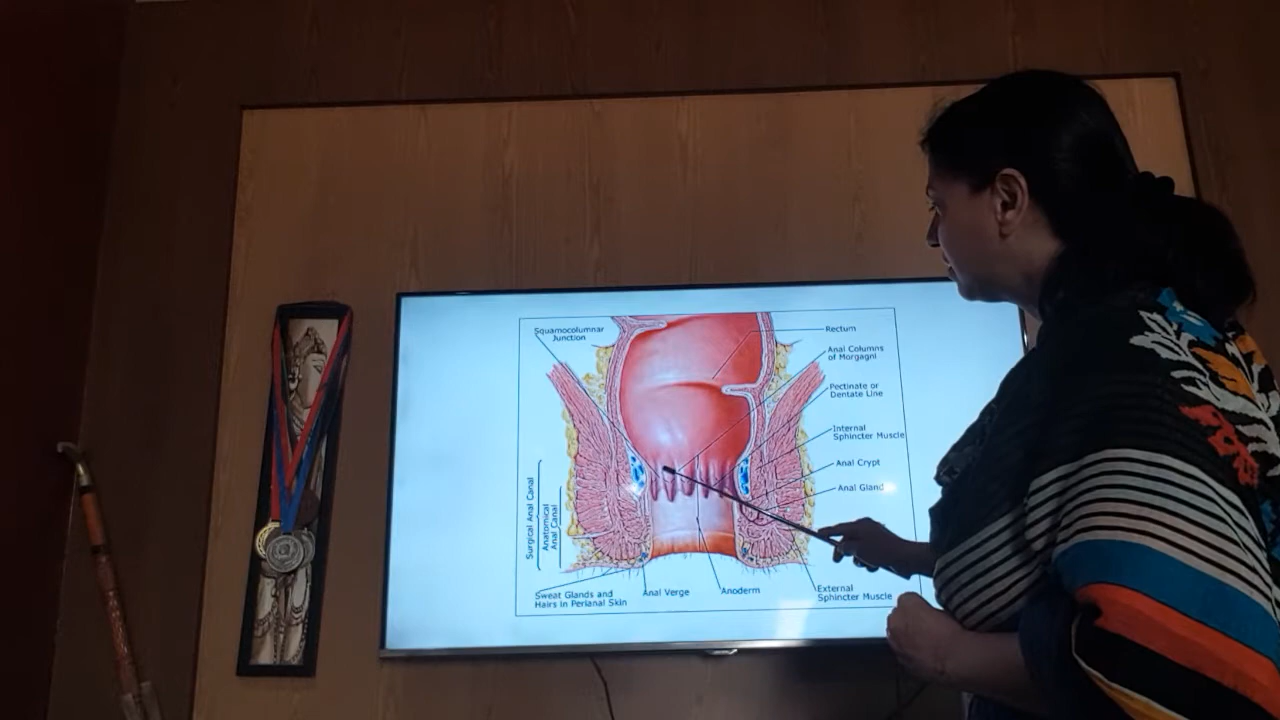 Squamocolumnar
Junction
Rectum
Anal Columns
of Morgagni
Pectinate or
Dentate Line
Internal
Sphincter Muscle
Anal Crypt
Anal Gland
Surgical Anal Canal
Anatomical
Anal Canal
Sweat Glands and
Hairs in Perianal Skin
Anal Verge
Anoderm
External
Sphincter Muscle